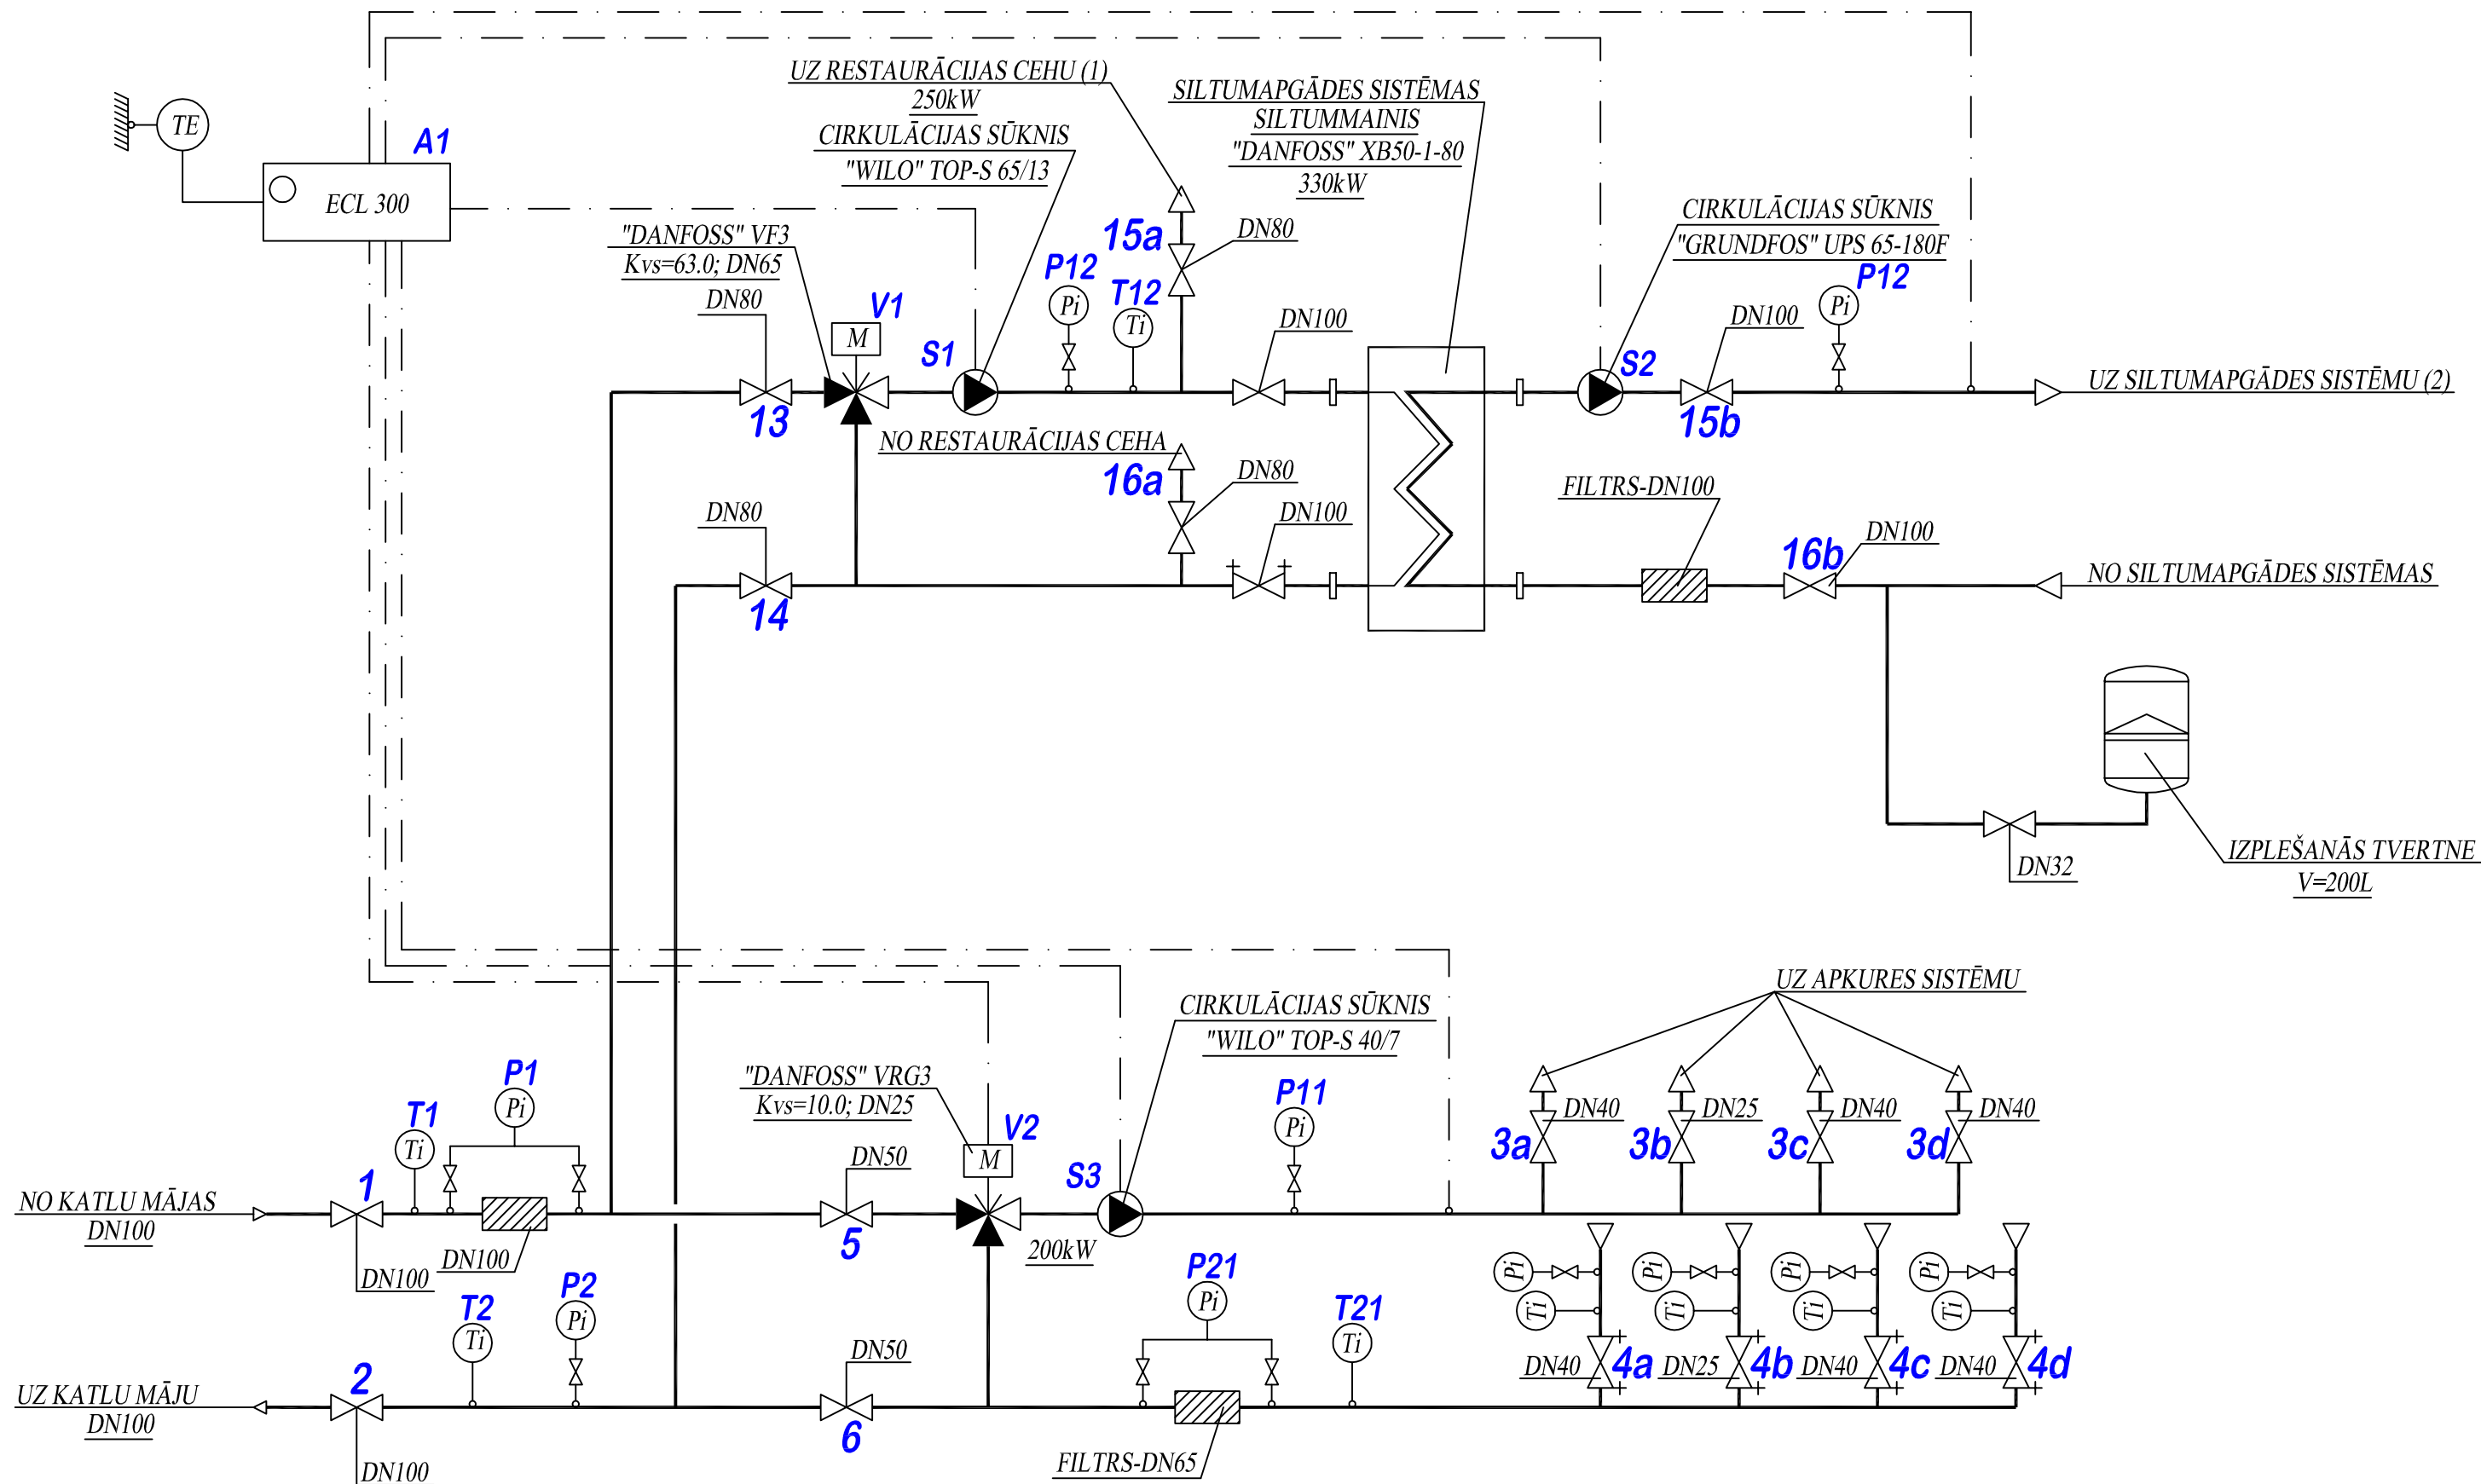 UZ RESTAURĀCIJAS CEHU (1)
250kW
CIRKULĀCIJAS SŪKNIS
"WILO" TOP-S 65/13
SILTUMAPGĀDES SISTĒMAS
SILTUMMAINIS
"DANFOSS" XB50-1-80
330kW
TE
A1
ECL 300
"DANFOSS" VF3
Kvs=63.0; DN65
DN80
V1
M
13
S1
P12
Pi
T12
Ti
15a
DN80
DN100
CIRKULĀCIJAS SŪKNIS
"GRUNDFOS" UPS 65-180F
S2
DN100
15b
P12
Pi
UZ SILTUMAPGĀDES SISTĒMU (2)
NO RESTAURĀCIJAS CEHA
16a
DN80
DN100
DN80
14
FILTRS-DN100
16b
DN100
NO SILTUMAPGĀDES SISTĒMAS
IZPLEŠANĀS TVERTNE
V=200L
DN32
UZ APKURES SISTĒMU
CIRKULĀCIJAS SŪKNIS
"WILO" TOP-S 40/7
"DANFOSS" VRG3
Kvs=10.0; DN25
V2
M
S3
200kW
P11
Pi
DN40
3a
DN25
3b
DN40
3c
DN40
3d
P1
Pi
T1
Ti
1
NO KATLU MĀJAS
DN100
DN100
DN100
DN50
5
T2
Ti
P2
Pi
2
UZ KATLU MĀJU
DN100
DN100
DN50
6
P21
Pi
T21
Ti
FILTRS-DN65
Pi
Ti
DN40
4a
Pi
Ti
DN25
4b
Pi
Ti
DN40
4c
Pi
Ti
DN40
4d